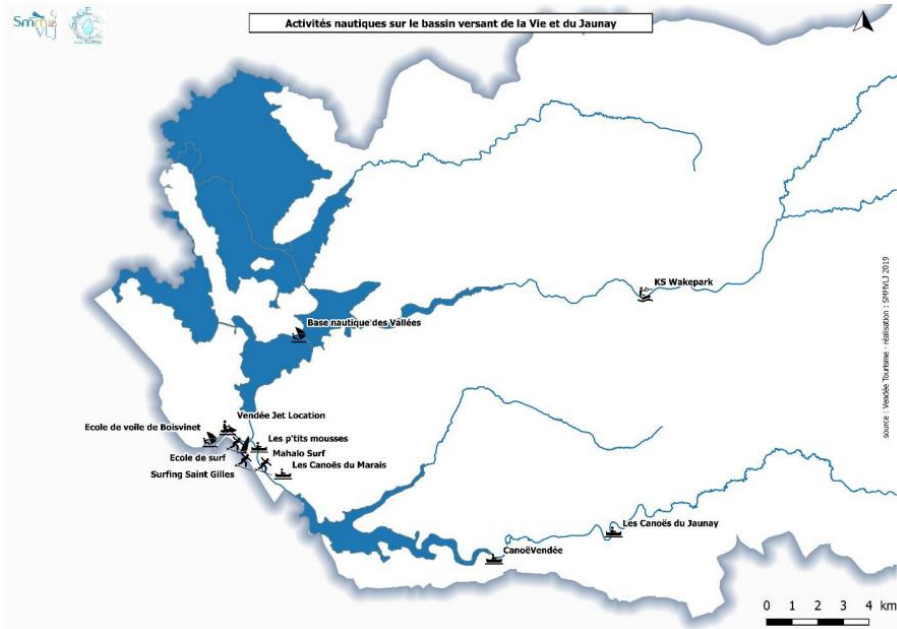 Smm
VLJ
Activités nautiques sur le bassin versant de la Vie et du Jaunay
KS Wakepark
Base nautique des Vallées
Vendée Jet Location
Ecole de voile de Boisvinet
Les p'tits mousses
Ecole de surf
Mahalo Surf
Surfing Saint Gilles
Les Canoës du Marais
Les Canoës du Jaunay
CanoëVendée
source : Vendée Tourisme - réalisation : SMMVLJ 2019
0 1 2 3 4 km